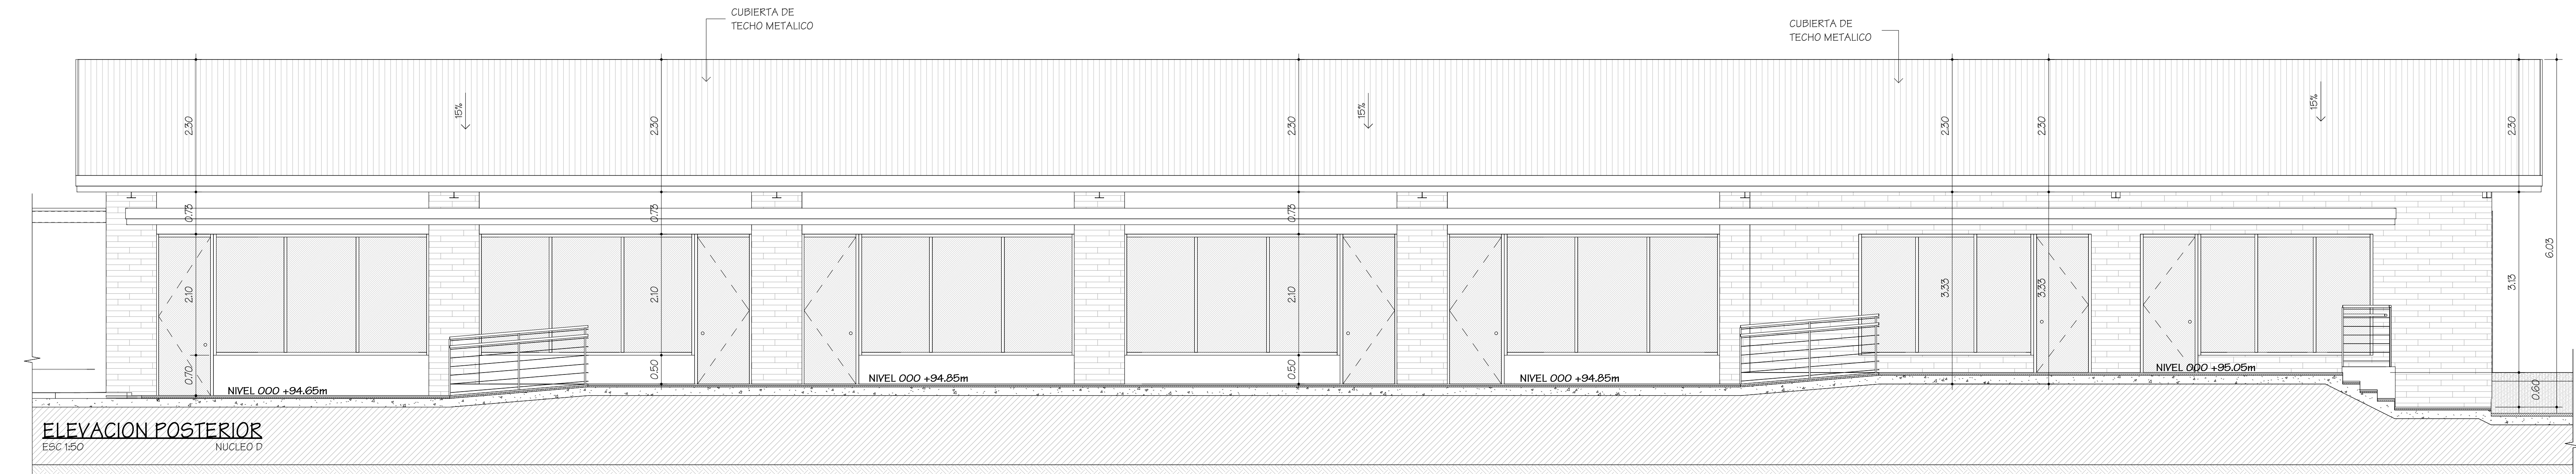 CUBIERTA DE
TECHO METALICO
CUBIERTA DE
TECHO METALICO
2.30
15%
2.30
2.30
15%
2.30
2.30
15%
2.30
0.73
0.73
0.73
6.03
2.10
2.10
2.10
3.33
3.33
3.13
0.70
0.50
0.50
0.60
NIVEL 000 +94.65m
NIVEL 000 +94.85m
NIVEL 000 +94.85m
NIVEL 000 +95.05m
ELEVACION POSTERIOR
ESC 1:50 NUCLEO D